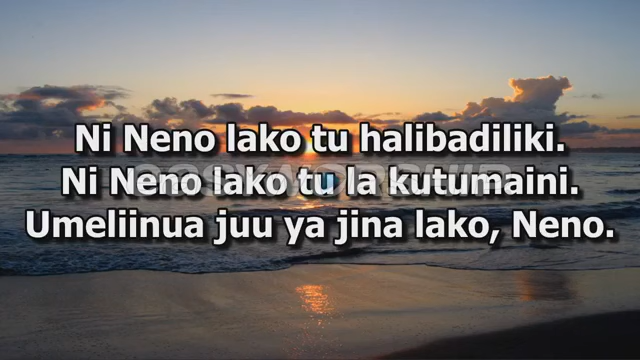 Ni Neno lako tu halibadiliki.
Ni Neno lako tu la kutumaini.
Umeliinua juu ya jina lako, Neno.